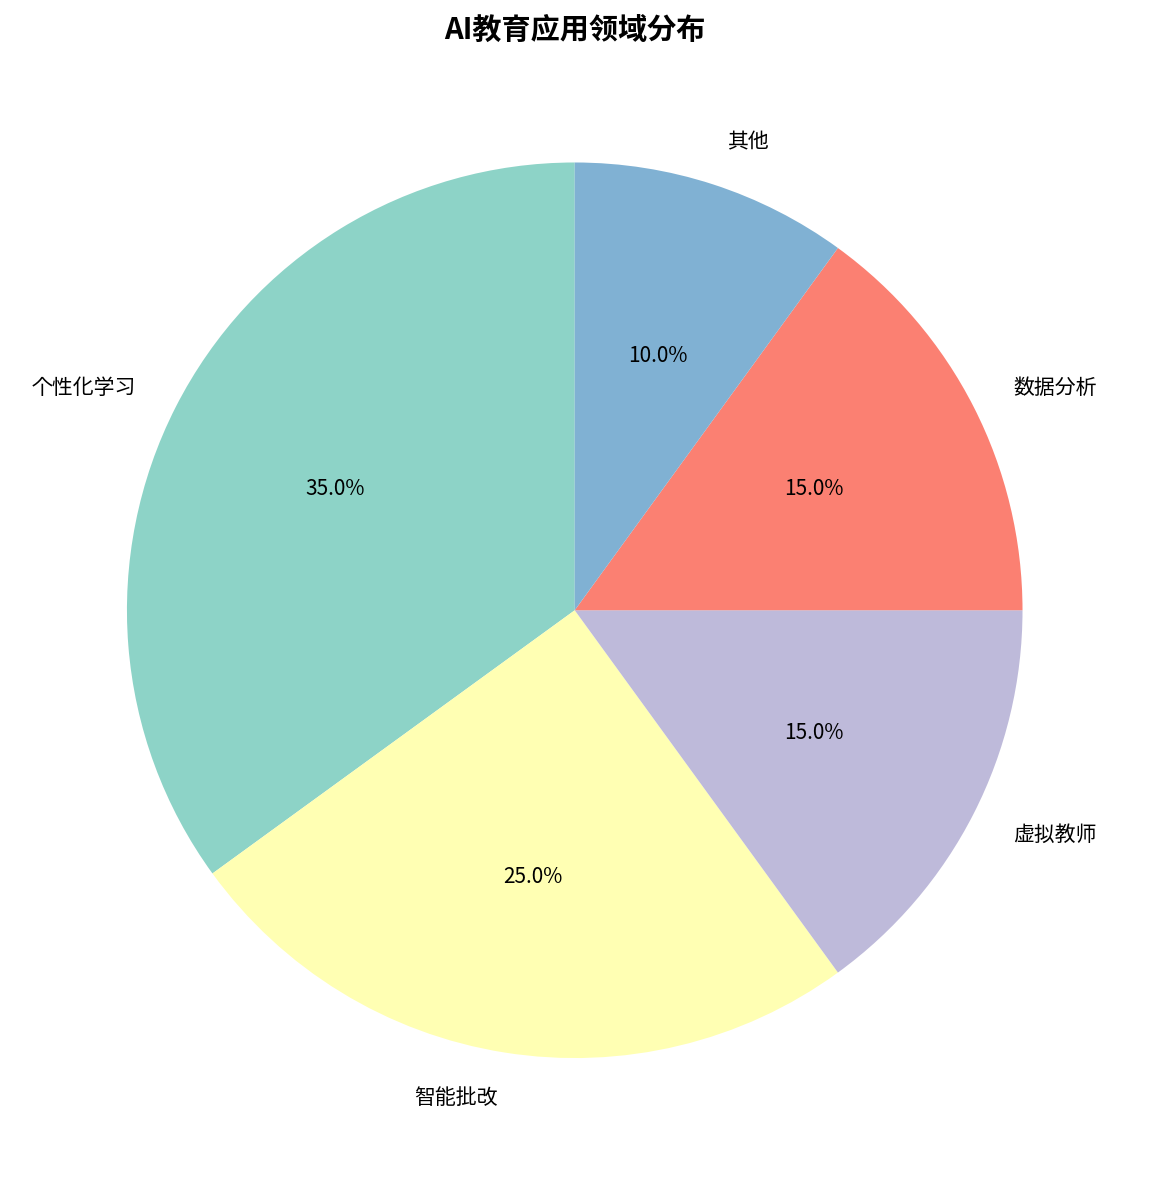 AI教育应用领域分布
其他
10.0%
个性化学习
数据分析
35.0%
15.0%
15.0%
虚拟教师
25.0%
智能批改